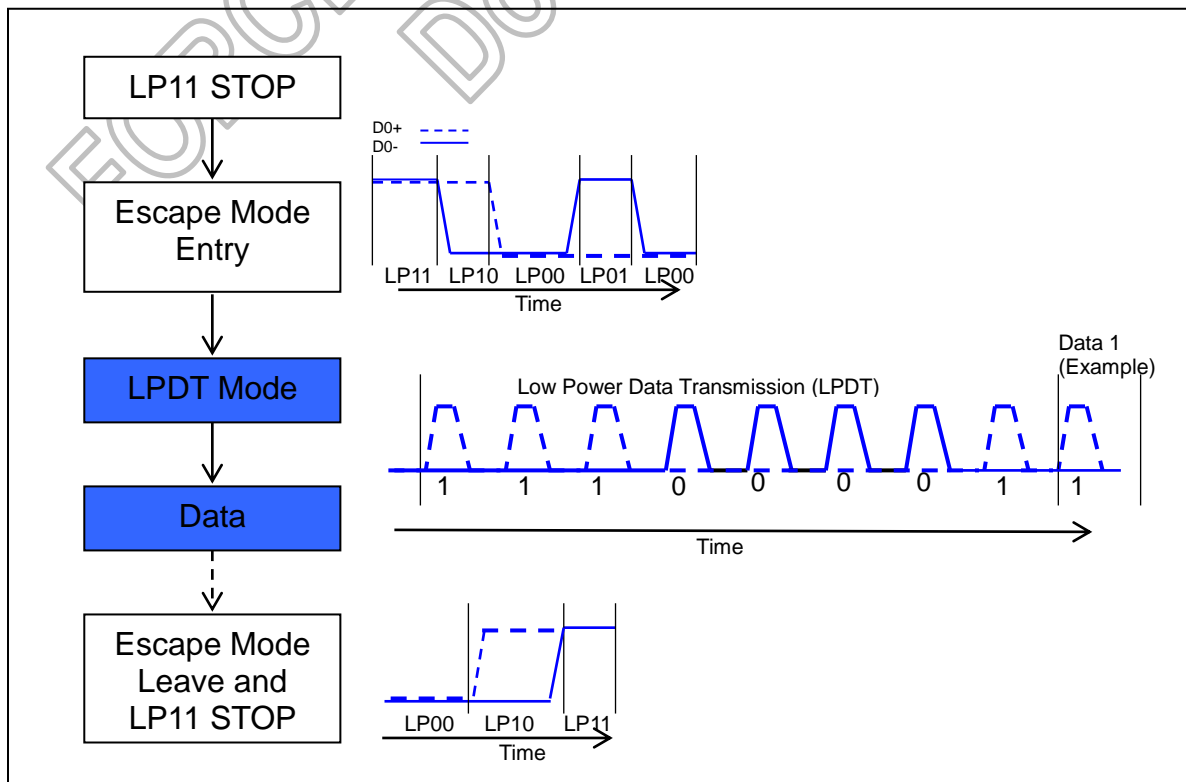 LP11 STOP
D0+
D0-
Escape Mode
Entry
LP11 LP10 LP00 LP01 LP00
Time
LPDT Mode
Data 1
(Example)
Low Power Data Transmission (LPDT)
1 1 1 0 0 0 0 1 1
Data
Time
Escape Mode
Leave and
LP11 STOP
LP00 LP10 LP11
Time